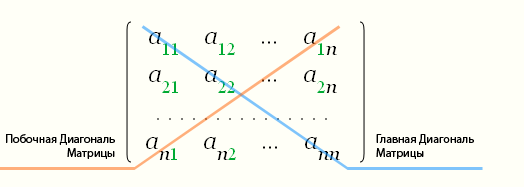 a11 a12 ... a1n
a21 a22 ... a2n
. . . . . . . . . . . . . . .
an1 an2 ... ann
Побочная Диагональ
Матрицы
Главная Диагональ
Матрицы